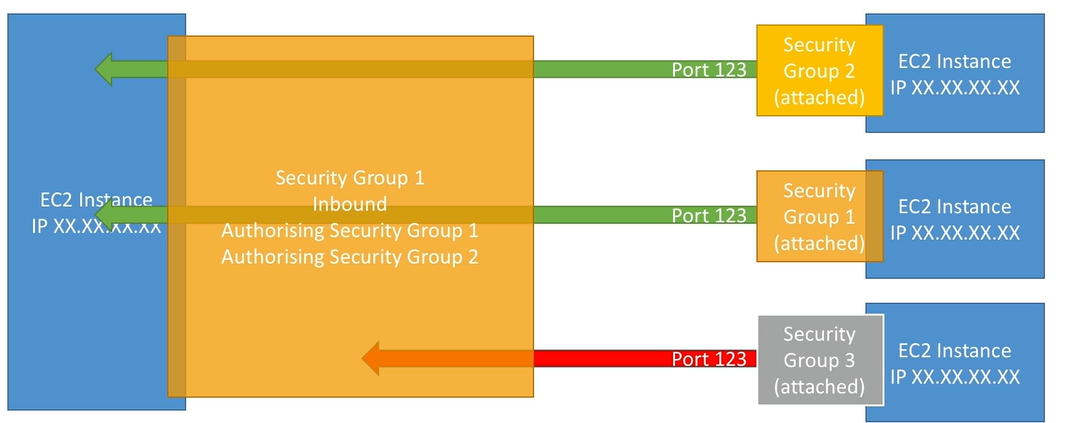 EC2 Instance
IP XX.XX.XX.XX
Security Group 1
Inbound
Authorising Security Group 1
Authorising Security Group 2
Port 123
Security
Group 2
(attached)
EC2 Instance
IP XX.XX.XX.XX
Port 123
Security
Group 1
(attached)
EC2 Instance
IP XX.XX.XX.XX
Port 123
Security
Group 3
(attached)
EC2 Instance
IP XX.XX.XX.XX